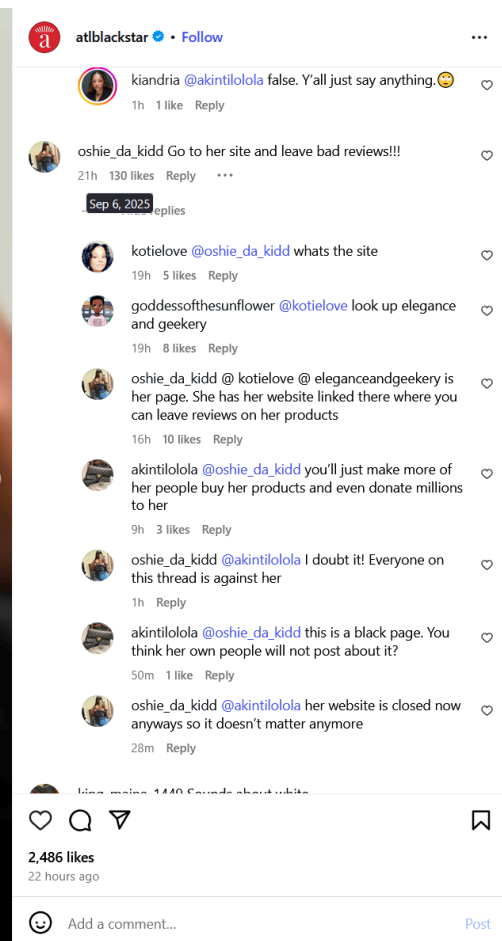 atlblackstar • Follow
kiandria @akintilolola false. Y'all just say anything.🙄
1h 1 like Reply
oshie_da_kidd Go to her site and leave bad reviews!!!
21h 130 likes Reply
Sep 6, 2025
replies
kotielove @oshie_da_kidd whats the site
19h 5 likes Reply
goddessofthesunflower @kotielove look up elegance
and geekery
19h 8 likes Reply
oshie_da_kidd @ kotielove @ eleganceandgeekery is
her page. She has her website linked there where you
can leave reviews on her products
16h 10 likes Reply
akintilolola @oshie_da_kidd you'll just make more of
her people buy her products and even donate millions
to her
9h 3 likes Reply
oshie_da_kidd @akintilolola I doubt it! Everyone on
this thread is against her
1h Reply
akintilolola @oshie_da_kidd this is a black page. You
think her own people will not post about it?
50m 1 like Reply
oshie_da_kidd @akintilolola her website is closed now
anyways so it doesn't matter anymore
28m Reply
king_maine_1449 Sounds about white
2,486 likes
22 hours ago
Add a comment...
Post